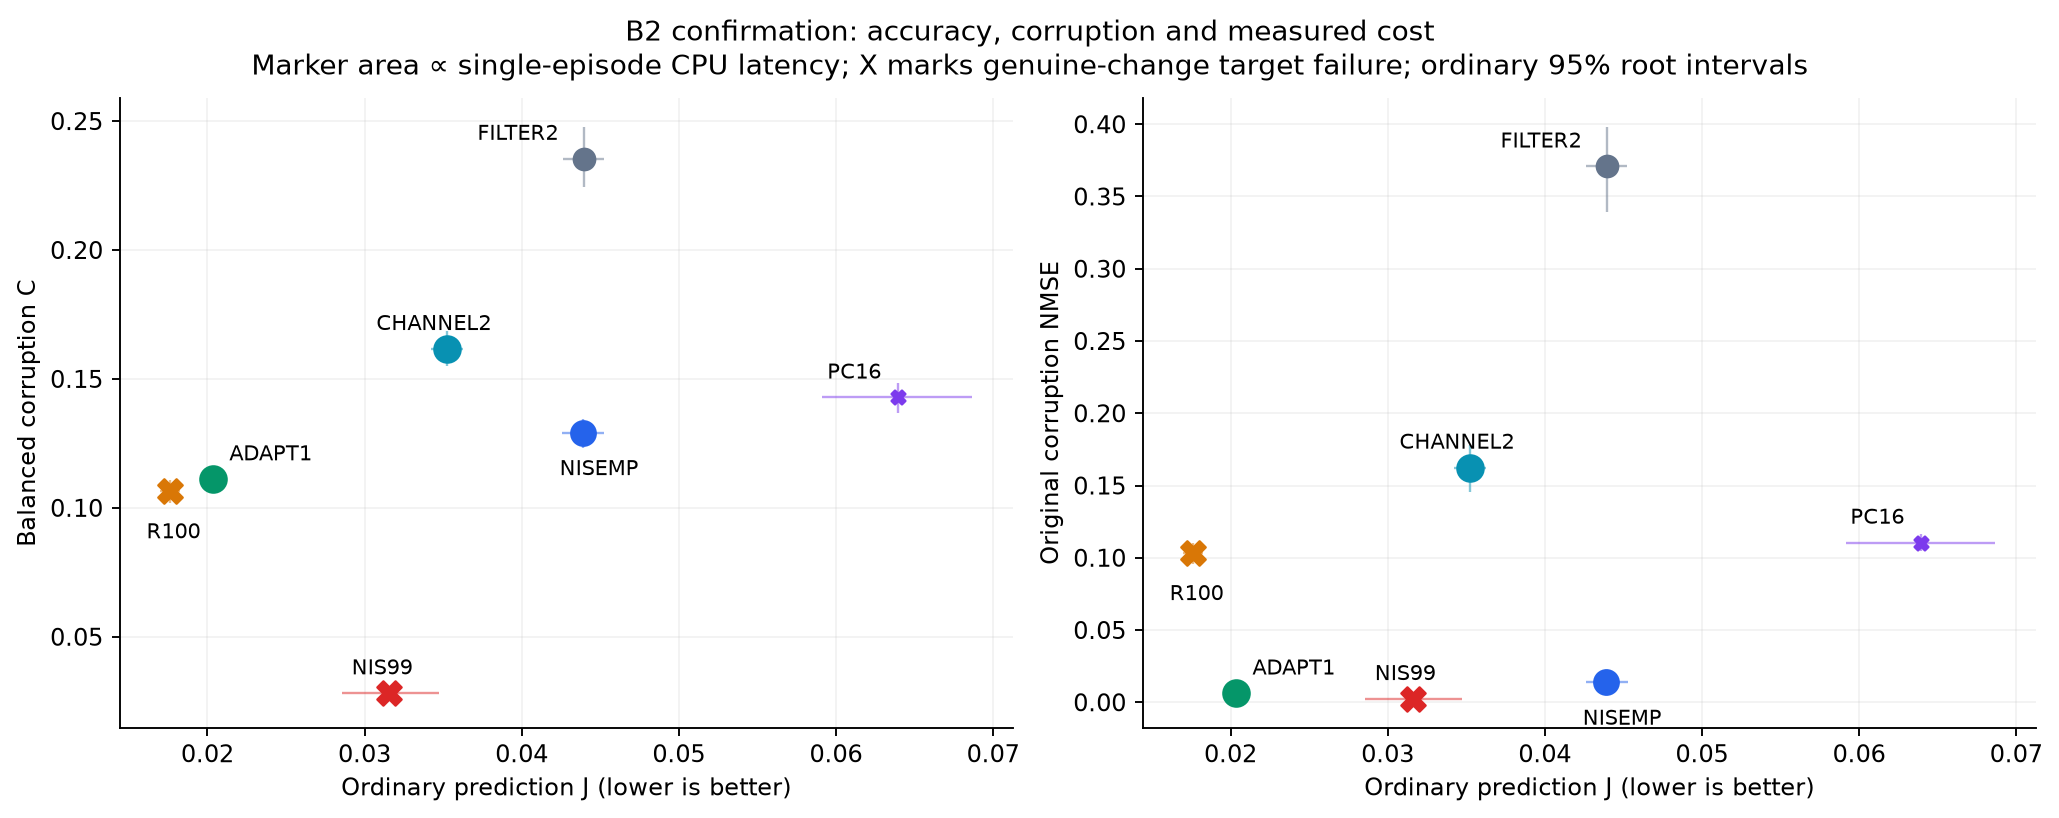 B2 confirmation: accuracy, corruption and measured cost
Marker area ∝ single-episode CPU latency; X marks genuine-change target failure; ordinary 95% root intervals
Balanced corruption C
0.25
0.20
0.15
0.10
0.05
FILTER2
CHANNEL2
PC16
NISEMP
ADAPT1
R100
NIS99
0.02
0.03
0.04
0.05
0.06
0.07
Ordinary prediction J (lower is better)
Original corruption NMSE
0.40
0.35
0.30
0.25
0.20
0.15
0.10
0.05
0.00
FILTER2
CHANNEL2
PC16
R100
ADAPT1
NIS99
NISEMP
0.02
0.03
0.04
0.05
0.06
0.07
Ordinary prediction J (lower is better)